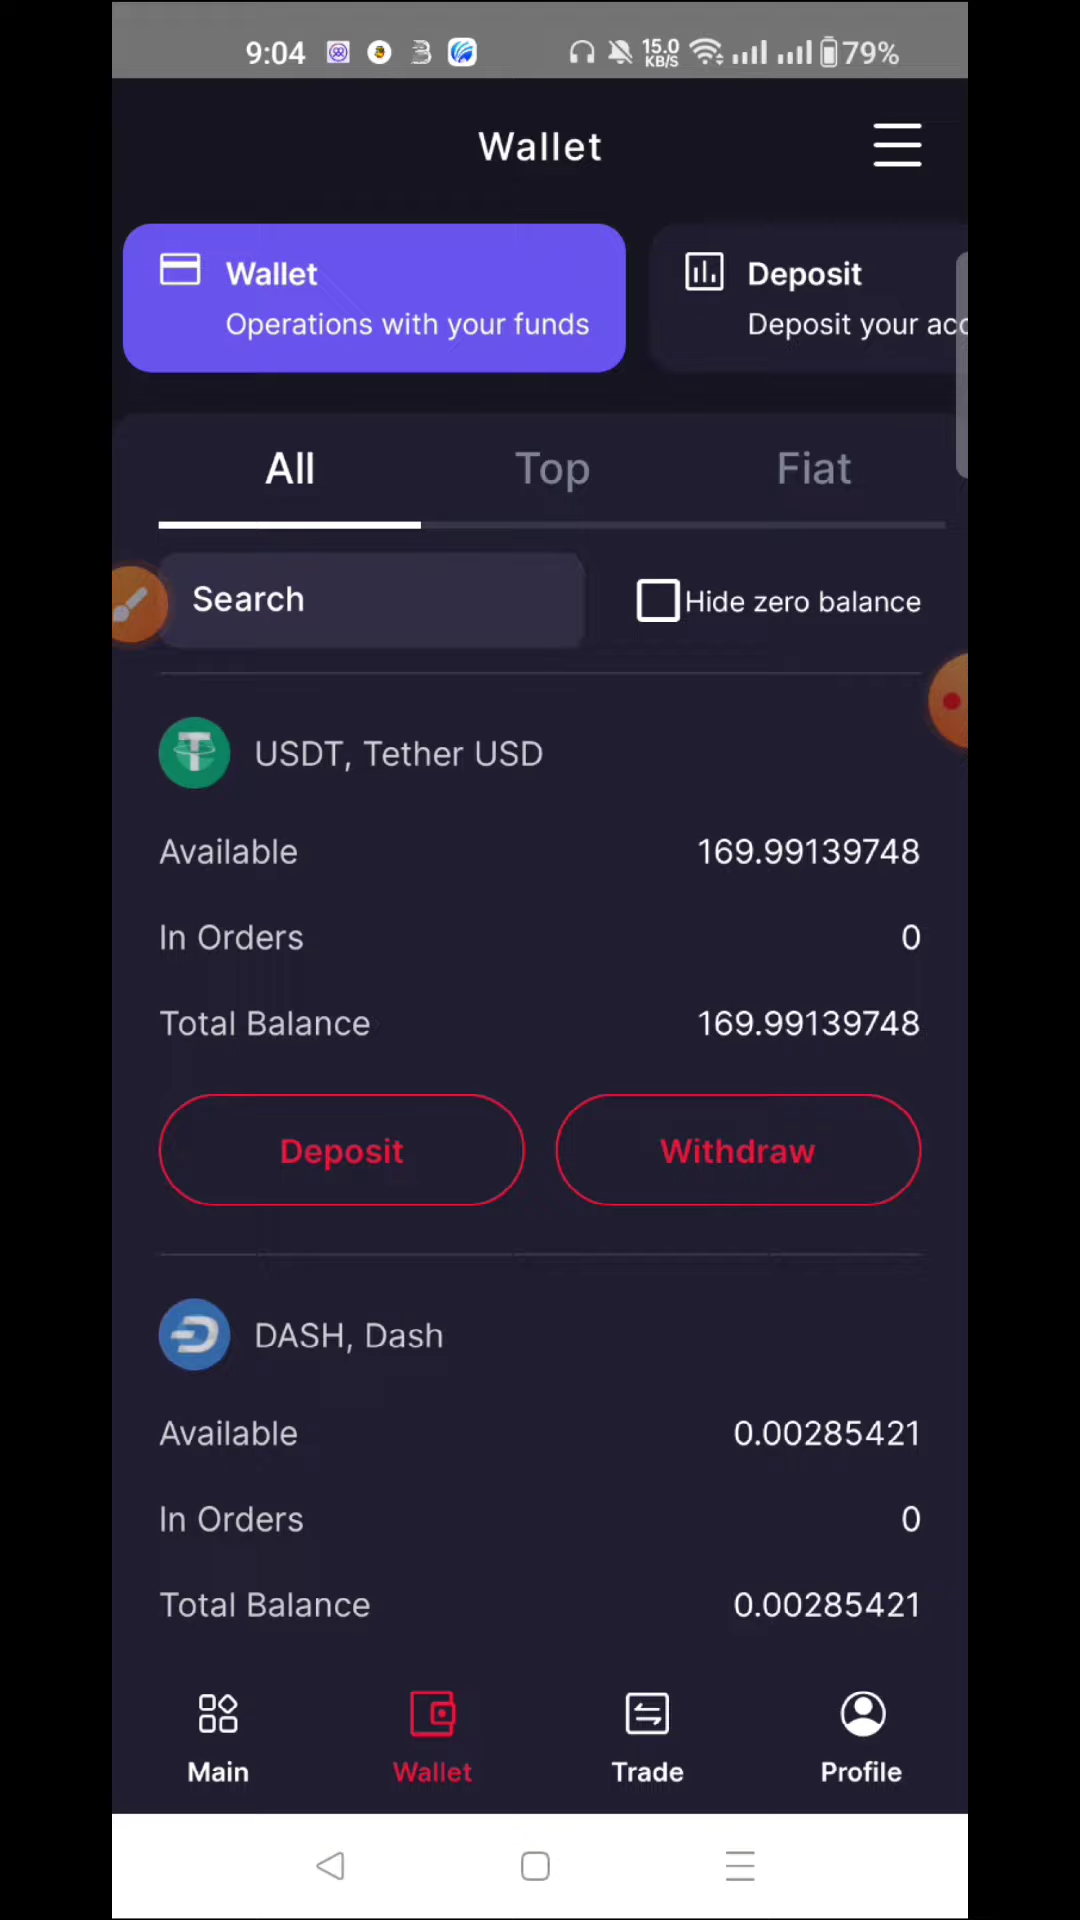 9:04 15.0 KB/S 79%
Wallet
Wallet
Operations with your funds
Deposit
Deposit your acc
All Top Fiat
Search
Hide zero balance
USDT, Tether USD
Available 169.99139748
In Orders 0
Total Balance 169.99139748
Deposit Withdraw
DASH, Dash
Available 0.00285421
In Orders 0
Total Balance 0.00285421
Main Wallet Trade Profile